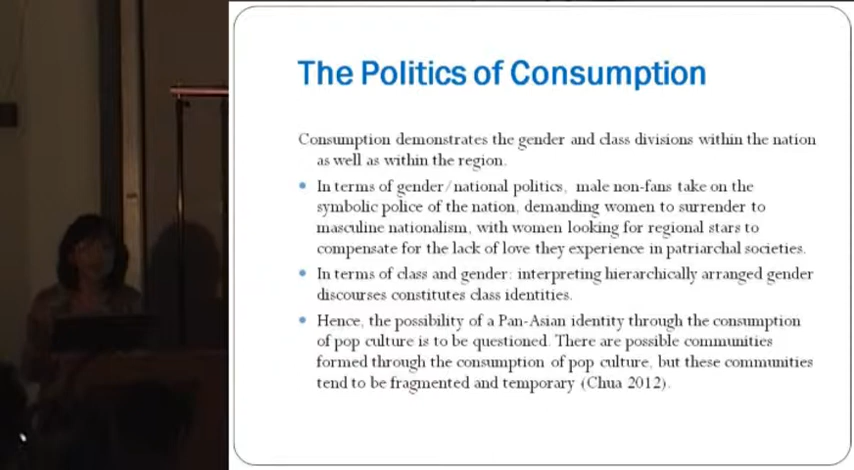 The Politics of Consumption
Consumption demonstrates the gender and class divisions within the nation
as well as within the region.
• In terms of gender/national politics, male non-fans take on the
symbolic police of the nation, demanding women to surrender to
masculine nationalism, with women looking for regional stars to
compensate for the lack of love they experience in patriarchal societies.
• In terms of class and gender: interpreting hierarchically arranged gender
discourses constitutes class identities.
• Hence, the possibility of a Pan-Asian identity through the consumption
of pop culture is to be questioned. There are possible communities
formed through the consumption of pop culture, but these communities
tend to be fragmented and temporary (Chua 2012).